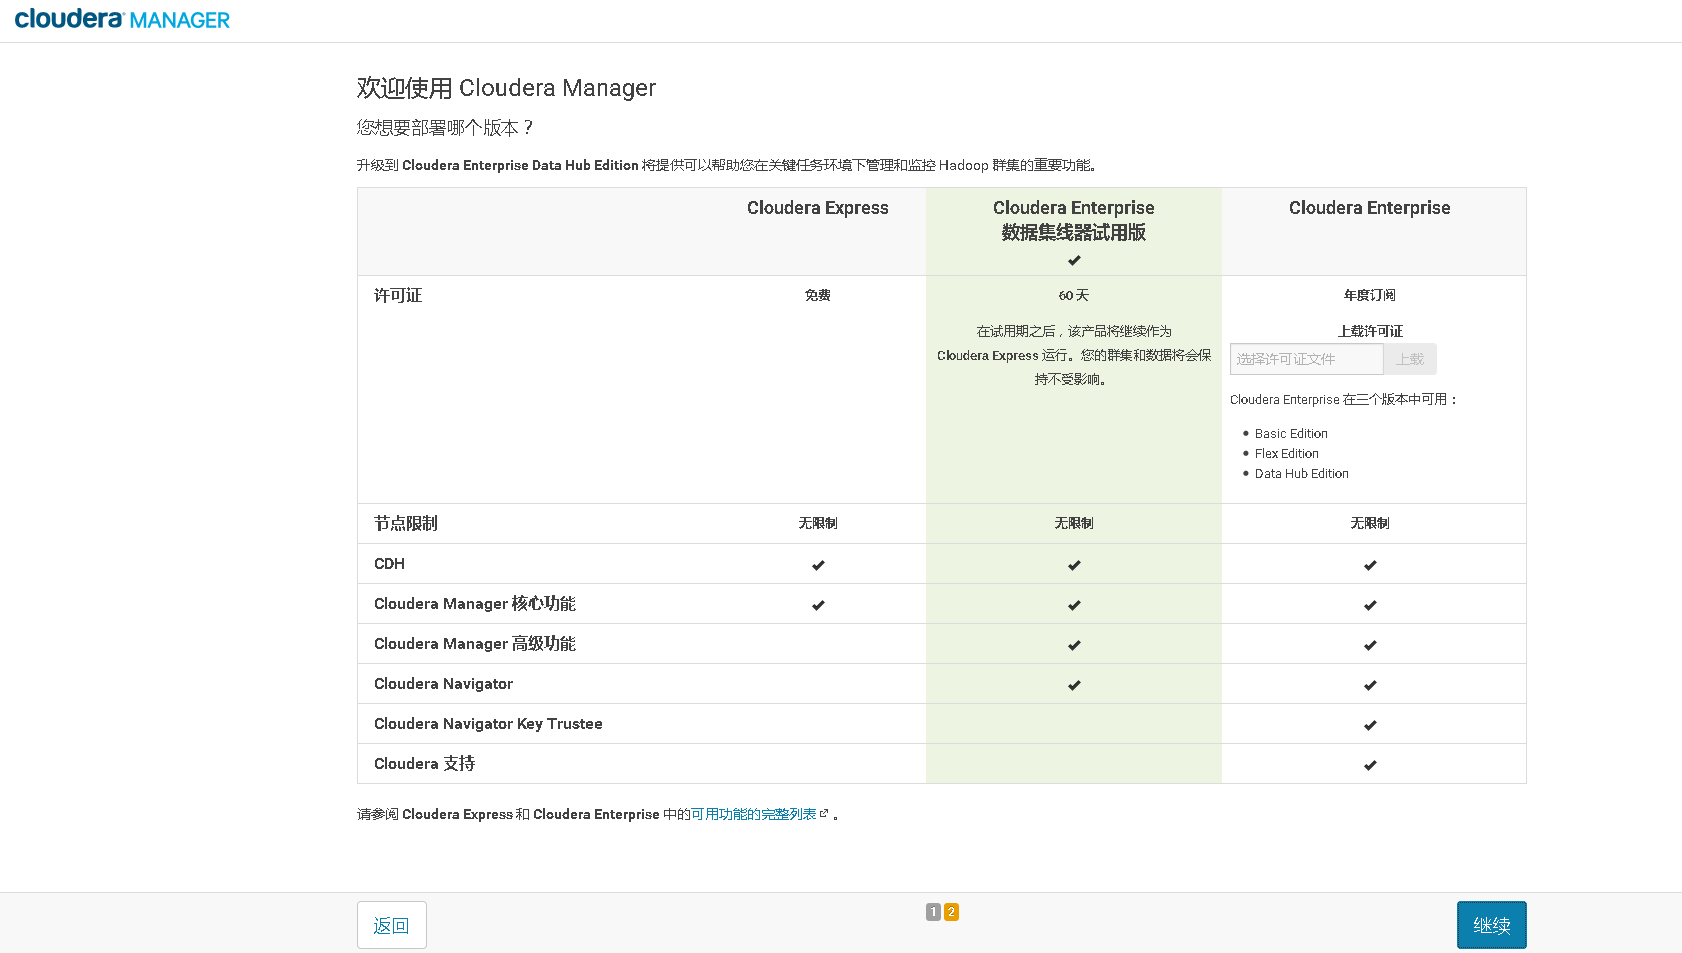 cloudera MANAGER
欢迎使用 Cloudera Manager
您想要部署哪个版本？
升级到 Cloudera Enterprise Data Hub Edition 将提供可以帮助您在关键任务环境下管理和监控 Hadoop 群集的重要功能。
Cloudera Express
Cloudera Enterprise
数据集线器试用版
Cloudera Enterprise
许可证
免费
60 天
在试用期之后，该产品将继续作为
Cloudera Express 运行。您的群集和数据将会保
持不受影响。
年度订阅
上载许可证
选择许可证文件 上载
Cloudera Enterprise 在三个版本中可用：
Basic Edition
Flex Edition
Data Hub Edition
节点限制 无限制 无限制 无限制
CDH
Cloudera Manager 核心功能
Cloudera Manager 高级功能
Cloudera Navigator
Cloudera Navigator Key Trustee
Cloudera 支持
请参阅 Cloudera Express 和 Cloudera Enterprise 中的可用功能的完整列表 。
返回 1 2 继续